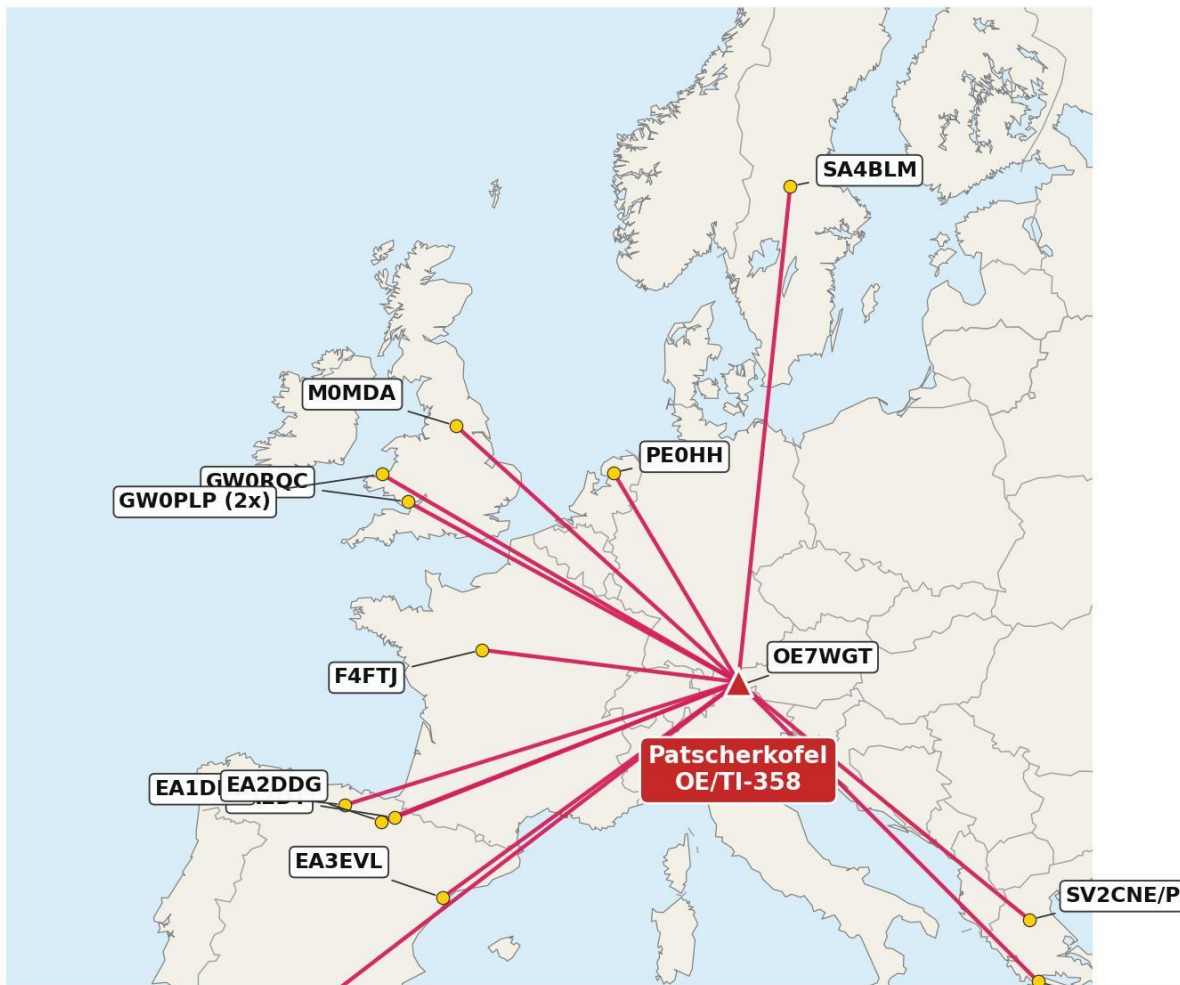 SA4BLM
M0MDA
PE0HH
GW0RQC
GW0PLP (2x)
OE7WGT
F4FTJ
Patscherkofel
OE/TI-358
EA2DDG
EA3EVL
SV2CNE/P